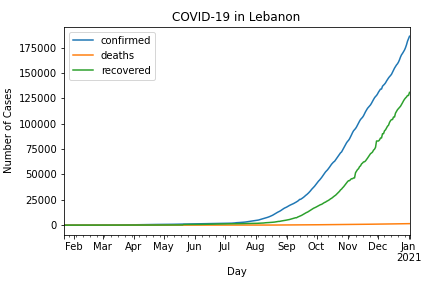 COVID-19 in Lebanon
confirmed
deaths
recovered
Number of Cases
175000
150000
125000
100000
75000
50000
25000
0
Feb Mar Apr May Jun Jul Aug Sep Oct Nov Dec Jan
2021
Day